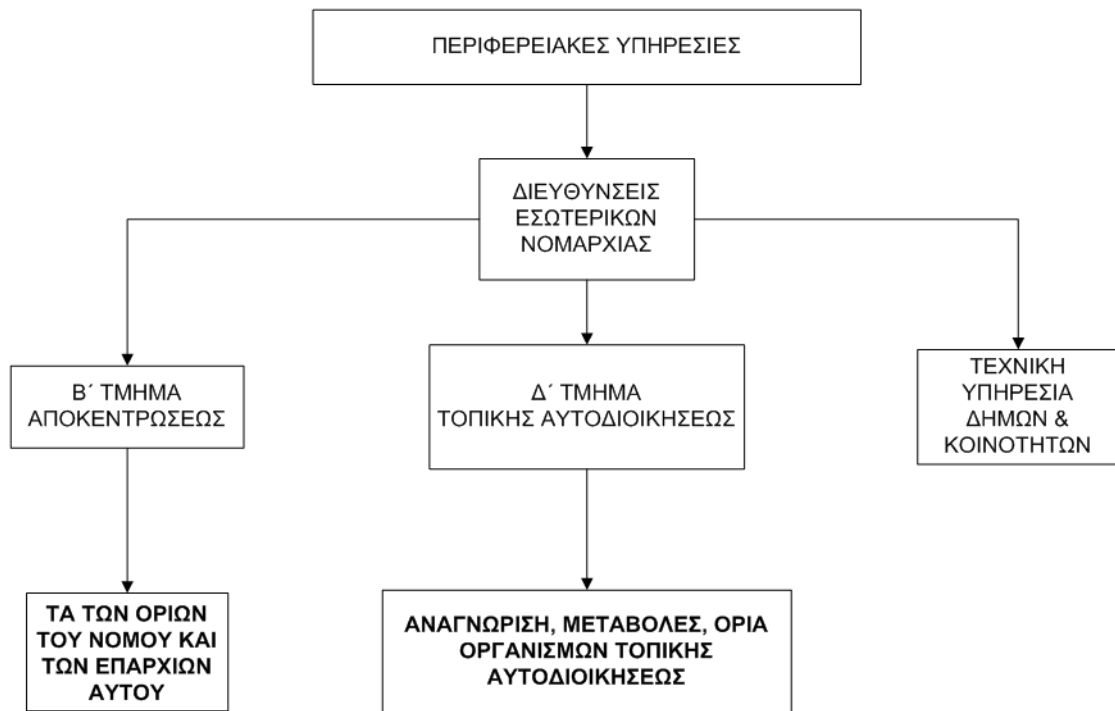 ΠΕΡΙΦΕΡΕΙΑΚΕΣ ΥΠΗΡΕΣΙΕΣ
ΔΙΕΥΘΥΝΣΕΙΣ
ΕΣΩΤΕΡΙΚΩΝ
ΝΟΜΑΡΧΙΑΣ
Β΄ ΤΜΗΜΑ
ΑΠΟΚΕΝΤΡΩΣΕΩΣ
Δ΄ ΤΜΗΜΑ
ΤΟΠΙΚΗΣ ΑΥΤΟΔΙΟΙΚΗΣΕΩΣ
ΤΕΧΝΙΚΗ
ΥΠΗΡΕΣΙΑ
ΔΗΜΩΝ &
ΚΟΙΝΟΤΗΤΩΝ
ΤΑ ΤΩΝ ΟΡΙΩΝ
ΤΟΥ ΝΟΜΟΥ ΚΑΙ
ΤΩΝ ΕΠΑΡΧΙΩΝ
ΑΥΤΟΥ
ΑΝΑΓΝΩΡΙΣΗ, ΜΕΤΑΒΟΛΕΣ, ΟΡΙΑ
ΟΡΓΑΝΙΣΜΩΝ ΤΟΠΙΚΗΣ
ΑΥΤΟΔΙΟΙΚΗΣΕΩΣ